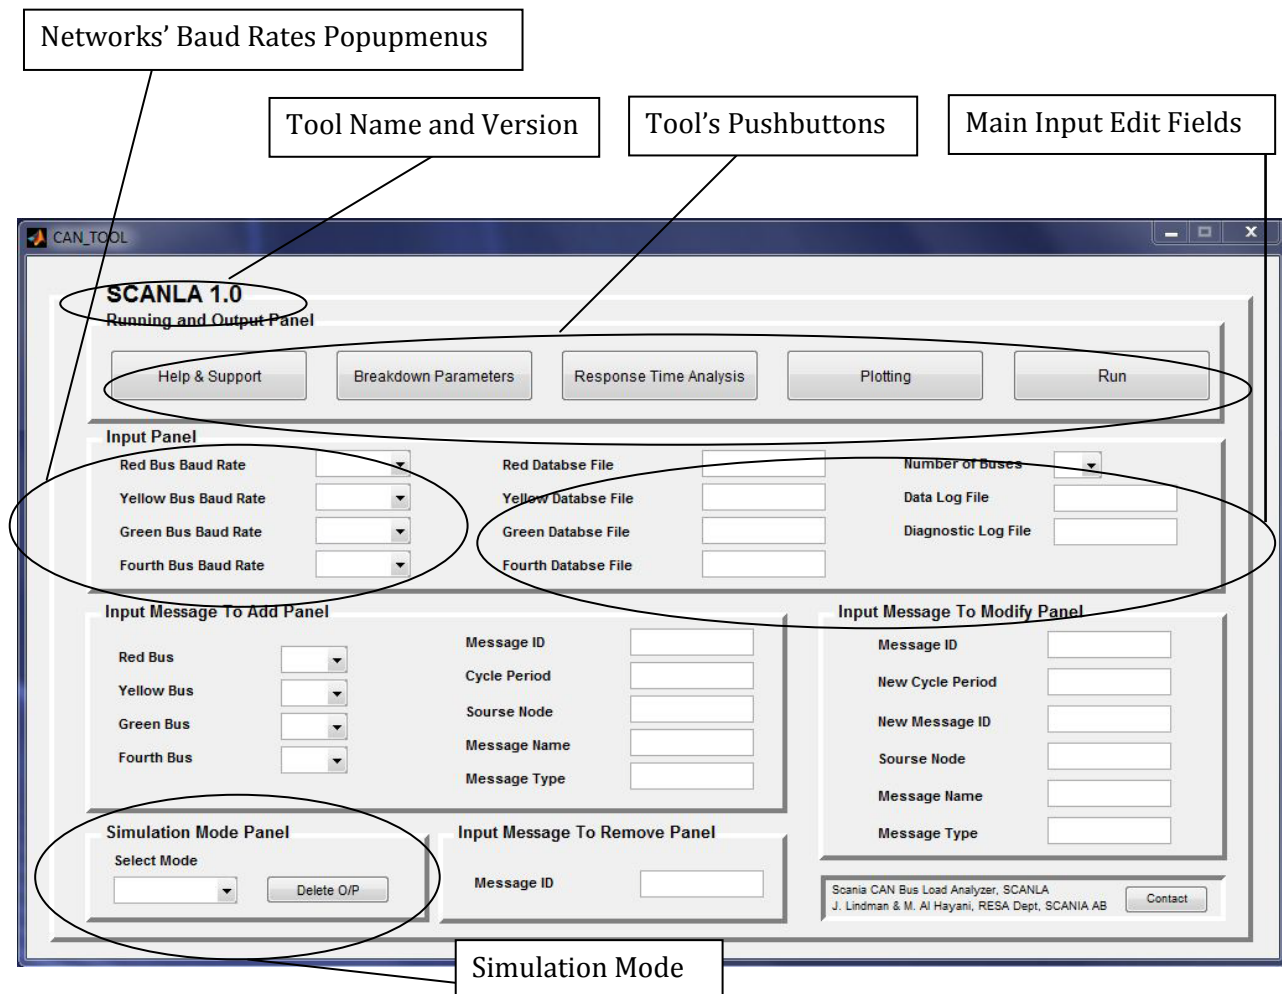 Networks’ Baud Rates Popupmenus
Tool Name and Version
Tool’s Pushbuttons
Main Input Edit Fields
CAN_TOOL
SCANLA 1.0
Running and Output Panel
Help & Support
Breakdown Parameters
Response Time Analysis
Plotting
Run
Input Panel
Red Bus Baud Rate
Yellow Bus Baud Rate
Green Bus Baud Rate
Fourth Bus Baud Rate
Red Databse File
Yellow Databse File
Green Databse File
Fourth Databse File
Number of Buses
Data Log File
Diagnostic Log File
Input Message To Add Panel
Red Bus
Yellow Bus
Green Bus
Fourth Bus
Message ID
Cycle Period
Sourse Node
Message Name
Message Type
Input Message To Modify Panel
Message ID
New Cycle Period
New Message ID
Sourse Node
Message Name
Message Type
Simulation Mode Panel
Select Mode
Delete O/P
Input Message To Remove Panel
Message ID
Scania CAN Bus Load Analyzer, SCANLA
J. Lindman & M. Al Hayani, RESA Dept, SCANIA AB
Contact
Simulation Mode